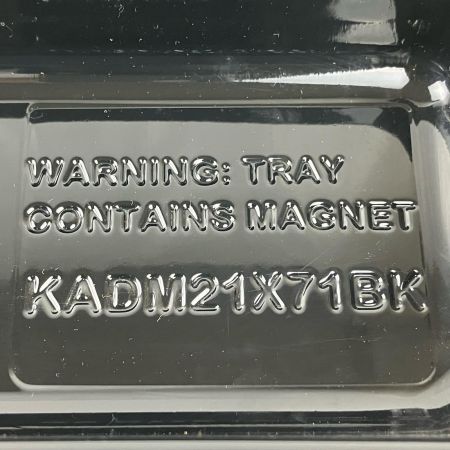 WARNING: TRAY
CONTAINS MAGNET
KADM21X71BK